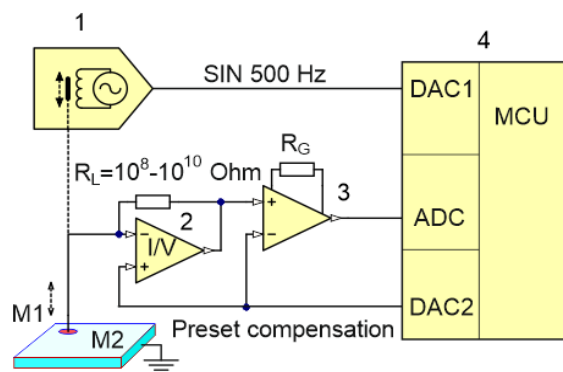 1
4
SIN 500 Hz
DAC1
MCU
R_G
R_L=10^8-10^10 Ohm
3
+
−
2
−
I/V
+
ADC
M1
DAC2
M2
Preset compensation